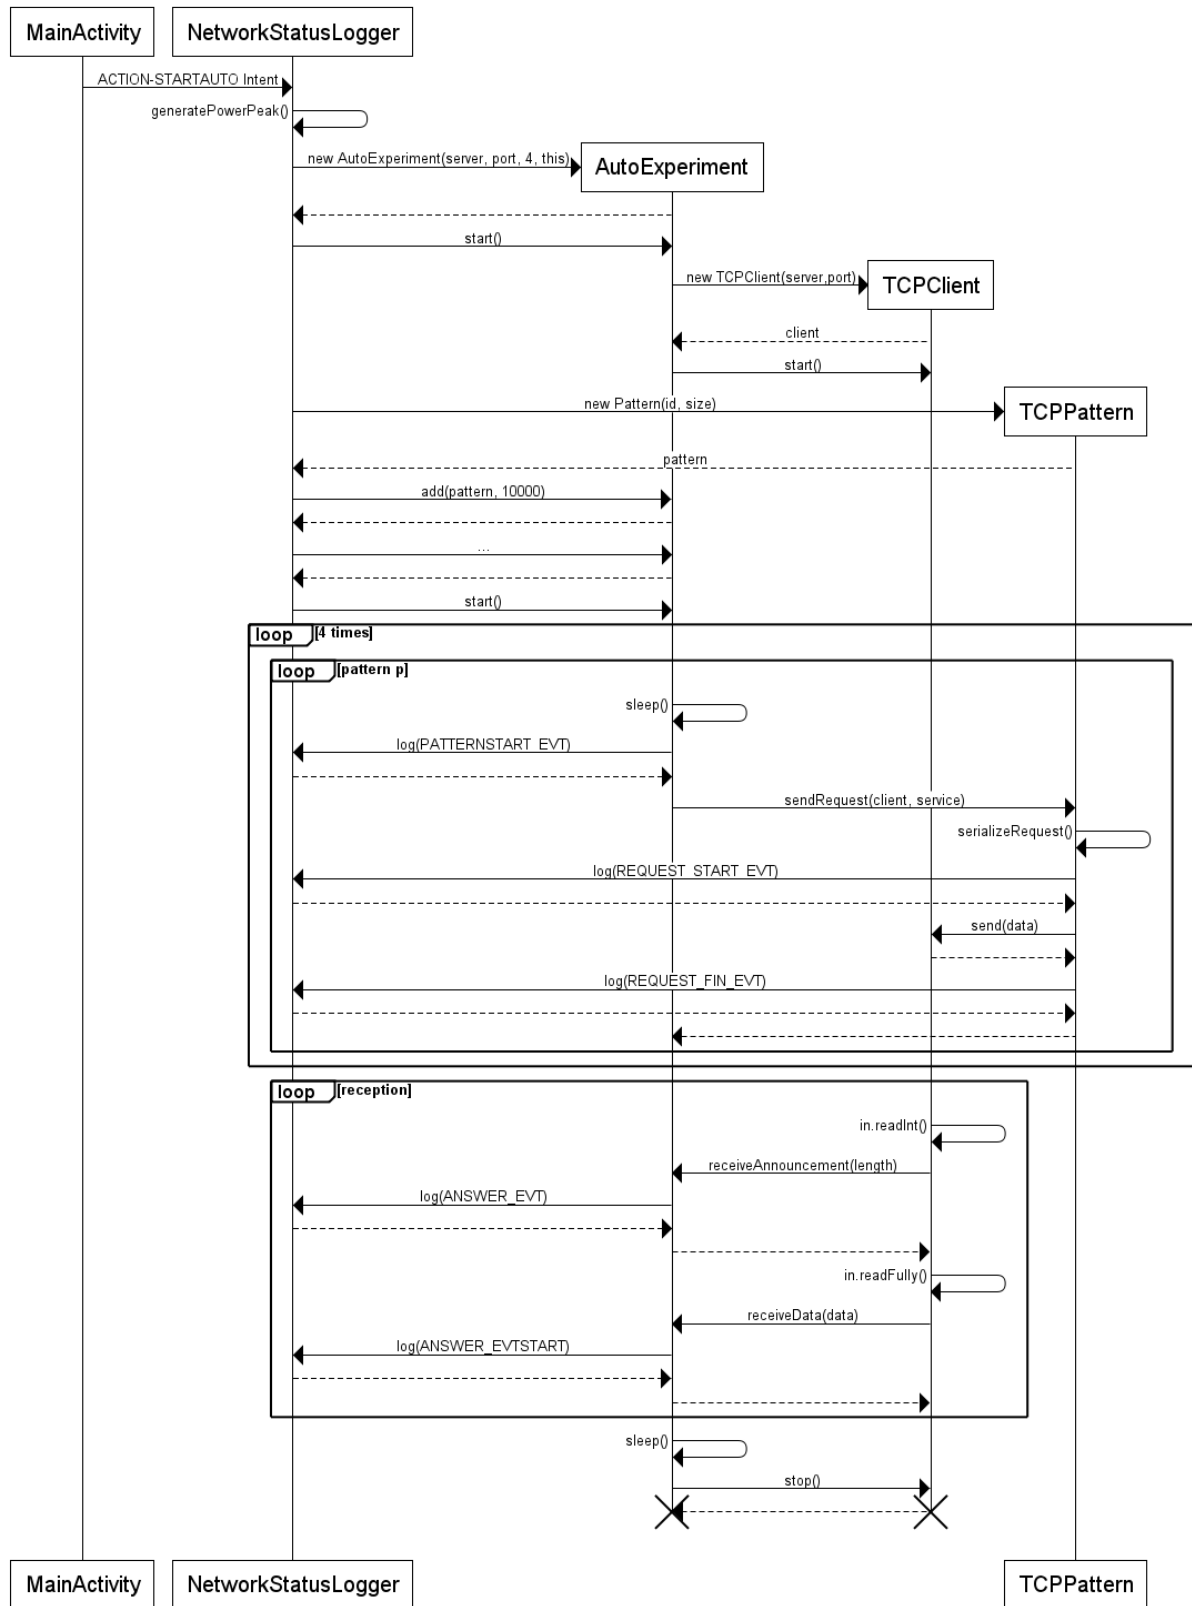 MainActivity
NetworkStatusLogger
ACTION-STARTAUTO Intent
generatePowerPeak()
new AutoExperiment(server, port, 4, this)
AutoExperiment
start()
new TCPClient(server,port)
TCPClient
client
start()
new Pattern(id, size)
TCPPattern
pattern
add(pattern, 10000)
...
start()
loop [4 times]
loop [pattern p]
sleep()
log(PATTERNSTART_EVT)
sendRequest(client, service)
serializeRequest()
log(REQUEST_START_EVT)
send(data)
log(REQUEST_FIN_EVT)
loop [reception]
in.readInt()
receiveAnnouncement(length)
log(ANSWER_EVT)
in.readFully()
receiveData(data)
log(ANSWER_EVTSTART)
sleep()
stop()
MainActivity
NetworkStatusLogger
TCPPattern